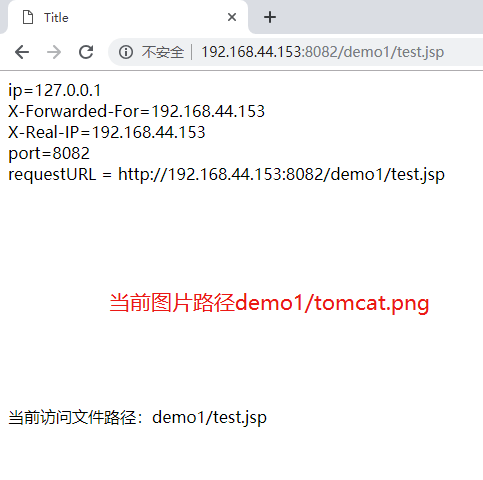 Title
不安全 192.168.44.153:8082/demo1/test.jsp
ip=127.0.0.1
X-Forwarded-For=192.168.44.153
X-Real-IP=192.168.44.153
port=8082
requestURL = http://192.168.44.153:8082/demo1/test.jsp
当前图片路径demo1/tomcat.png
当前访问文件路径：demo1/test.jsp